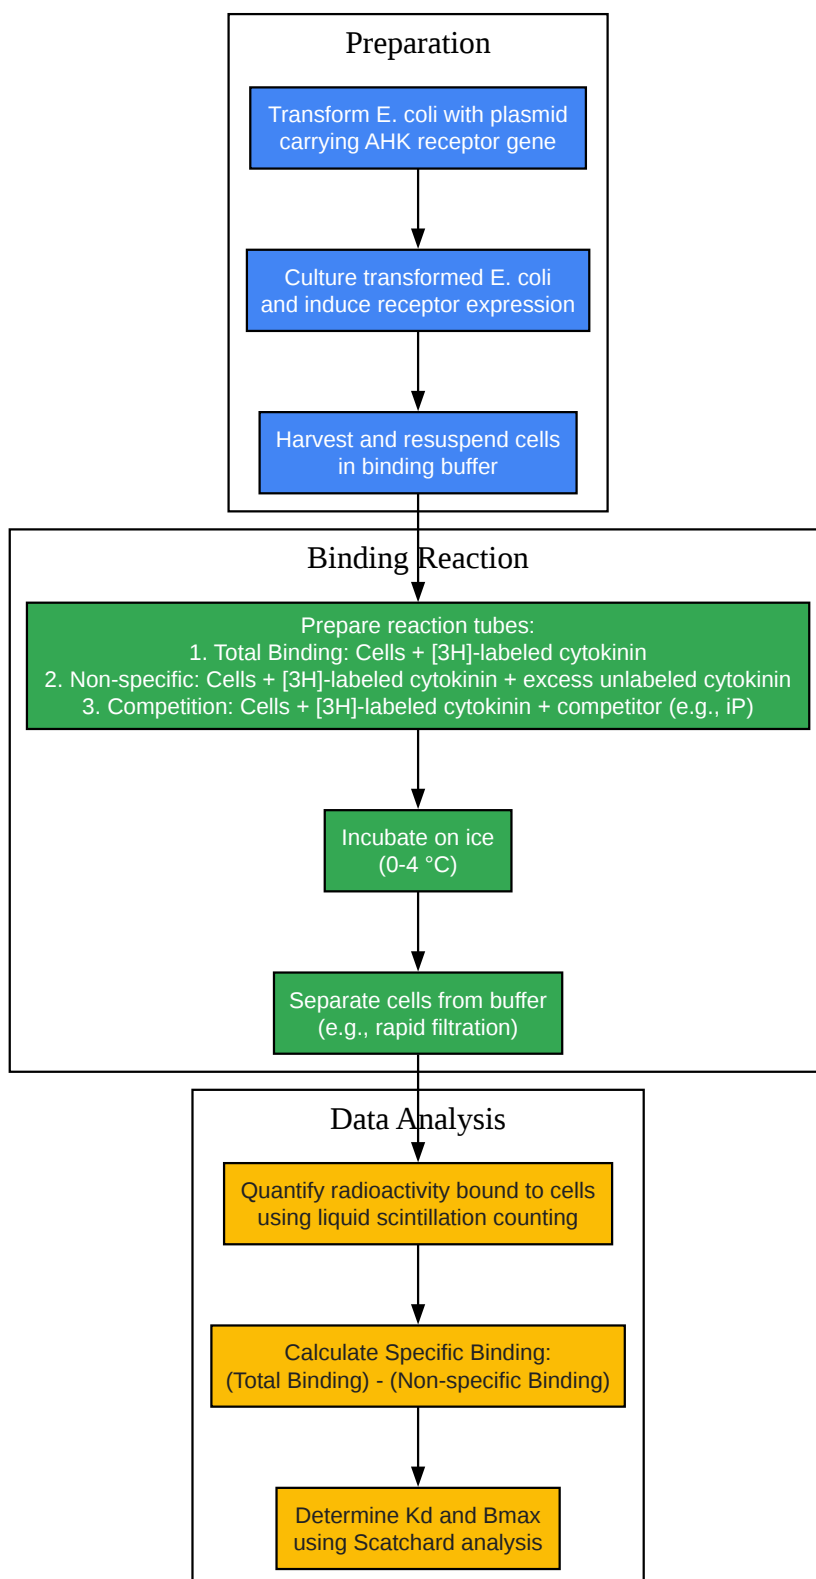 Preparation
Transform E. coli with plasmid
carrying AHK receptor gene
Culture transformed E. coli
and induce receptor expression
Harvest and resuspend cells
in binding buffer
Binding Reaction
Prepare reaction tubes:
1. Total Binding: Cells + [3H]-labeled cytokinin
2. Non-specific: Cells + [3H]-labeled cytokinin + excess unlabeled cytokinin
3. Competition: Cells + [3H]-labeled cytokinin + competitor (e.g., iP)
Incubate on ice
(0-4 °C)
Separate cells from buffer
(e.g., rapid filtration)
Data Analysis
Quantify radioactivity bound to cells
using liquid scintillation counting
Calculate Specific Binding:
(Total Binding) - (Non-specific Binding)
Determine Kd and Bmax
using Scatchard analysis